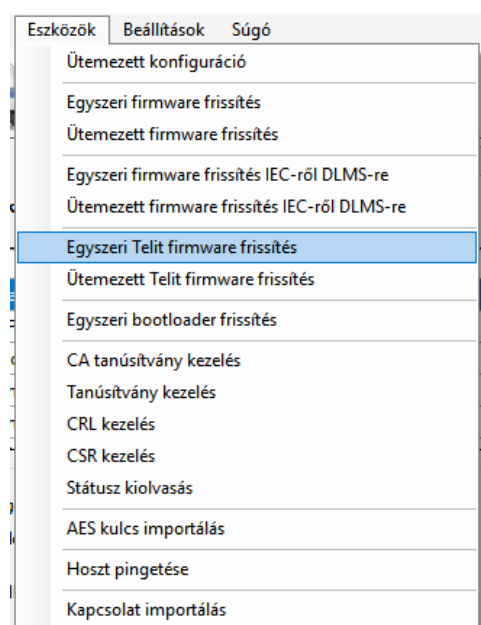 Eszközök Beállítások Súgó
Ütemezett konfiguráció
Egyszeri firmware frissítés
Ütemezett firmware frissítés
Egyszeri firmware frissítés IEC-ről DLMS-re
Ütemezett firmware frissítés IEC-ről DLMS-re
Egyszeri Telit firmware frissítés
Ütemezett Telit firmware frissítés
Egyszeri bootloader frissítés
CA tanúsítvány kezelés
Tanúsítvány kezelés
CRL kezelés
CSR kezelés
Státusz kiolvasás
AES kulcs importálás
Hoszt pingetése
Kapcsolat importálás